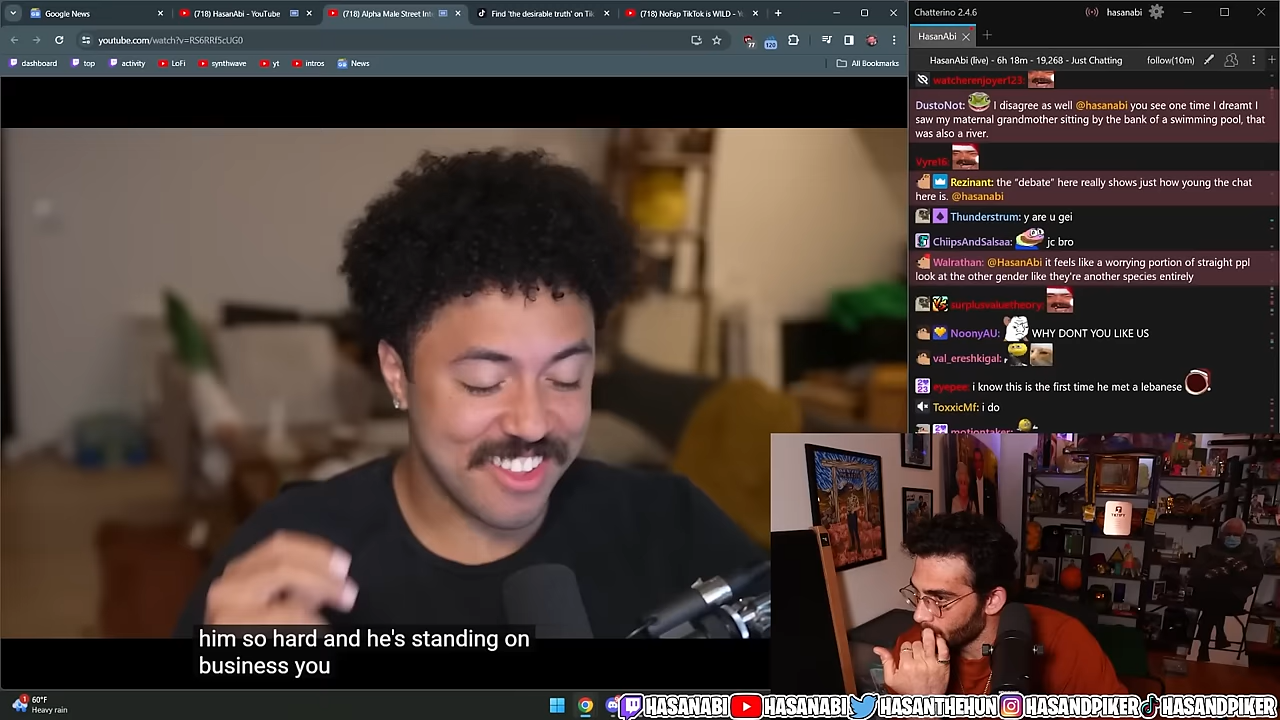 Google News
(718) HasanAbi - YouTube
(718) Alpha Male Street Int
Find 'the desirable truth' on Tik
(718) NoFap TikTok is WILD - Y
youtube.com/watch?v=RS6RRf5cUG0
77
120
dashboard
top
activity
LoFi
synthwave
yt
intros
News
All Bookmarks
him so hard and he's standing on
business you
Chatterino 2.4.6
hasanabi
HasanAbi
HasanAbi (live) - 6h 18m - 19,268 - Just Chatting
follow(10m)
watcherenjoyer123:
DustoNot: I disagree as well @hasanabi you see one time I dreamt I
saw my maternal grandmother sitting by the bank of a swimming pool, that
was also a river.
Vyre16:
Rezinant: the "debate" here really shows just how young the chat
here is. @hasanabi
Thunderstrum: y are u gei
ChiipsAndSalsaa: jc bro
Walrathan: @HasanAbi it feels like a worrying portion of straight ppl
look at the other gender like they're another species entirely
surplusvaluetheory:
NoonyAU: WHY DONT YOU LIKE US
val_ereshkigal:
eyepee: i know this is the first time he met a lebanese
ToxxicMf: i do
motiontaker:
1
60°F
Heavy rain
HASANABI
HASANABI
HASANTHEHUN
HASANDPIKER
HASANDPIKER